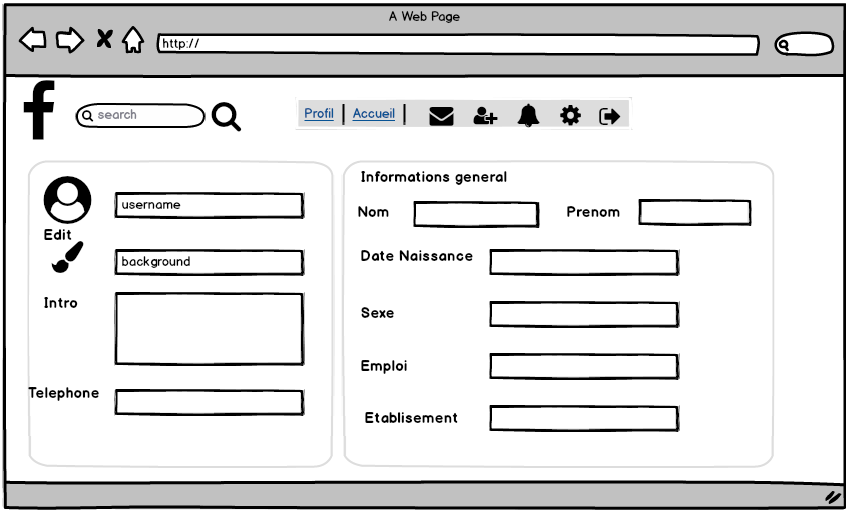 A Web Page
http://
f
search
Profil Accueil
username
Edit
background
Intro
Telephone
Informations general
Nom Prenom
Date Naissance
Sexe
Emploi
Etablisement